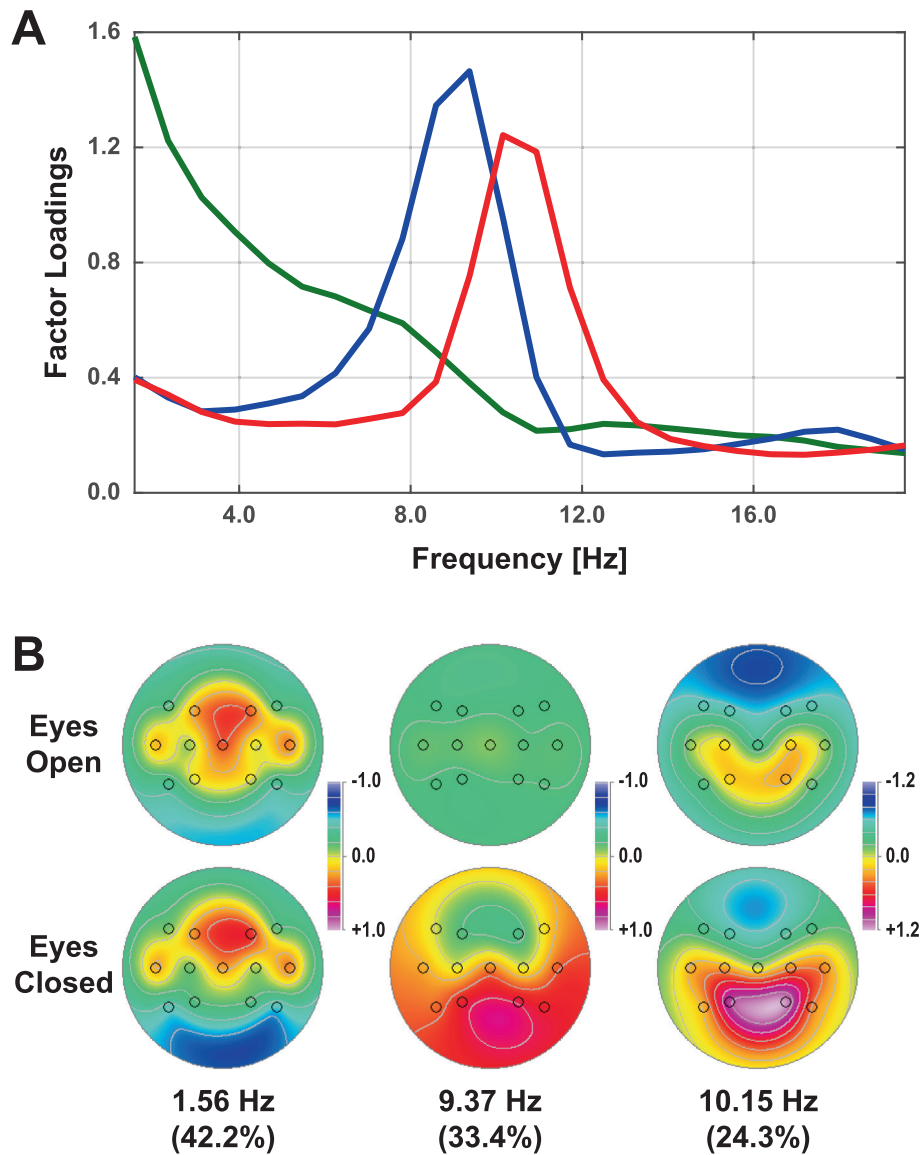 A
Factor Loadings
1.6
1.2
0.8
0.4
0.0
4.0
8.0
12.0
16.0
Frequency [Hz]
B
Eyes
Open
-1.0
0.0
+1.0
-1.0
0.0
+1.0
-1.2
0.0
+1.2
Eyes
Closed
1.56 Hz
(42.2%)
9.37 Hz
(33.4%)
10.15 Hz
(24.3%)